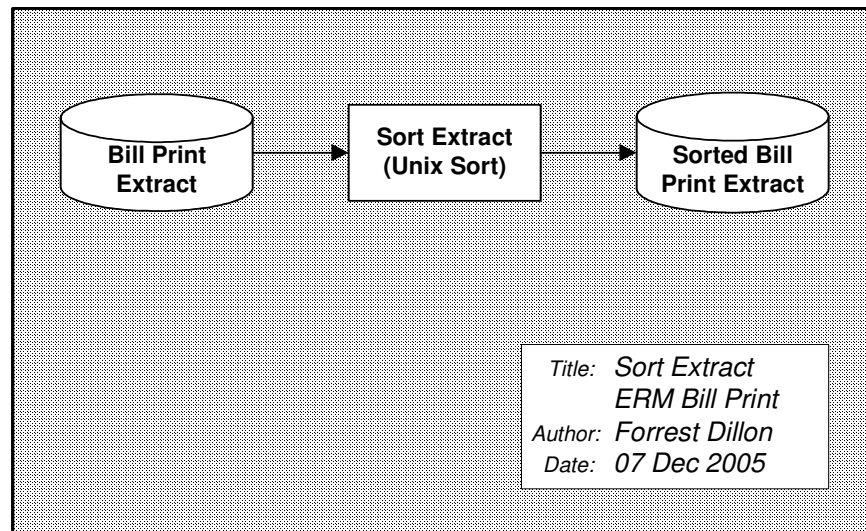 Bill Print
Extract
Sort Extract
(Unix Sort)
Sorted Bill
Print Extract
Title: Sort Extract
ERM Bill Print
Author: Forrest Dillon
Date: 07 Dec 2005